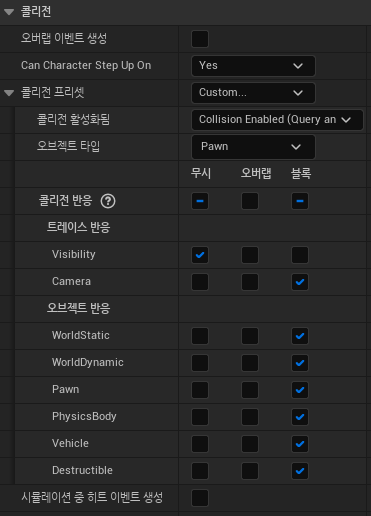 콜리전
오버랩 이벤트 생성
Can Character Step Up On Yes
콜리전 프리셋 Custom...
콜리전 활성화됨 Collision Enabled (Query an
오브젝트 타입 Pawn
무시 오버랩 블록
콜리전 반응 ?
트레이스 반응
Visibility
Camera
오브젝트 반응
WorldStatic
WorldDynamic
Pawn
PhysicsBody
Vehicle
Destructible
시뮬레이션 중 히트 이벤트 생성